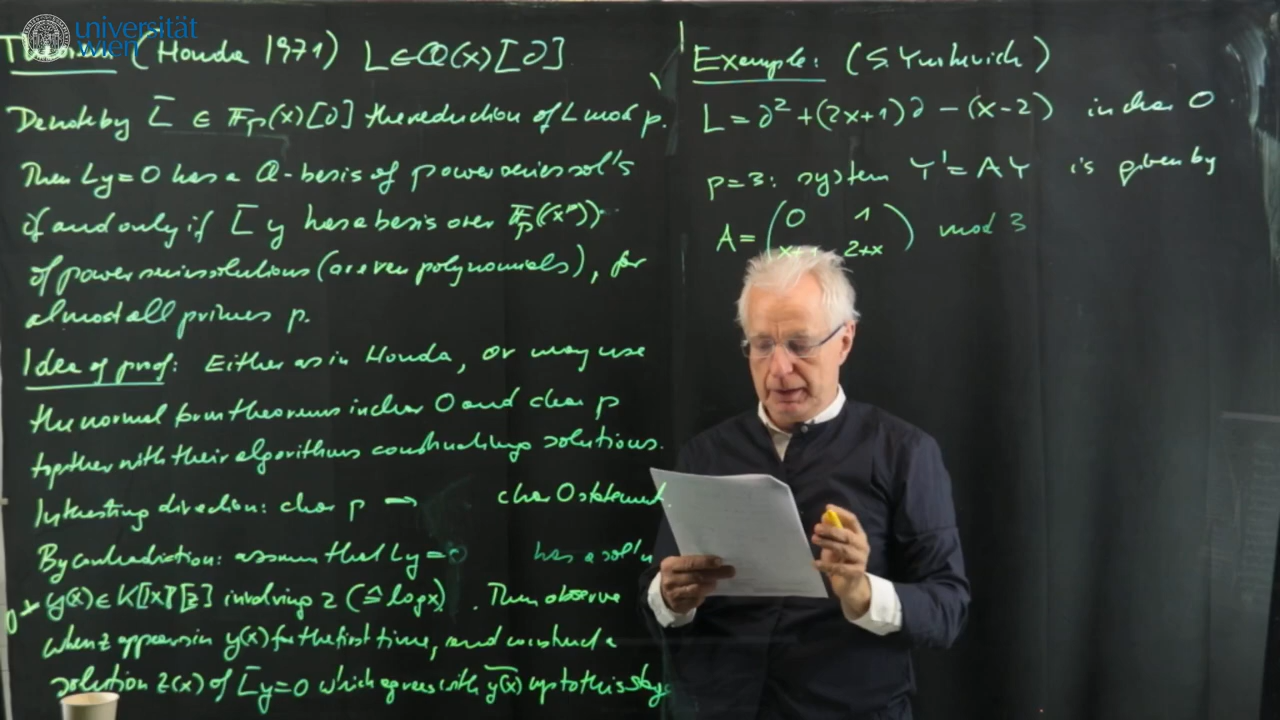 universität
wien
Theorem (Honda 1971) L∈ℚ(x)[∂]
Denote by L̄ ∈ 𝔽p(x)[∂] the reduction of L mod p.
Then Ly=0 has a ℚ-basis of power series sol's
if and only if L̄y has a basis over 𝔽p((xᵖ))
of power series solutions (or even polynomials), for
almost all primes p.
Idea of proof: Either as in Honda, or may use
the normal form theorems in char 0 and char p
together with their algorithms constructing solutions.
Interesting direction: char p → char 0 statement
By contradiction: assume that Ly=0 has a sol'n
y(x)∈K[[x]][z] involving z (≙ log x). Then observe
when z appears in y(x) for the first time, and construct a
solution z(x) of L̄y=0 which agrees with ȳ(x) up to this stage
Example: (S. Yurkevich)
L = ∂² + (2x+1)∂ − (x−2) in char 0
p=3: system Y' = AY is given by
A = ( 0 1 ) mod 3
2+x